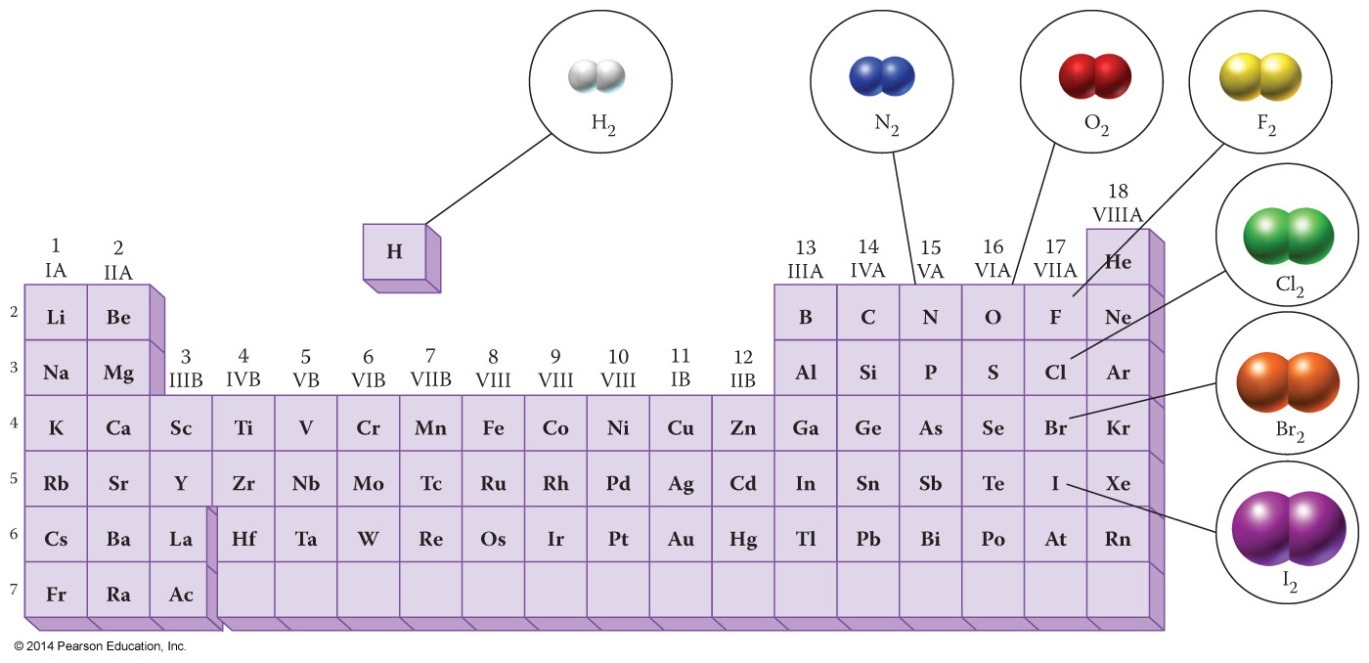 H₂ N₂ O₂ F₂
18
VIIIA
Cl₂
Br₂
I₂
H
1 2 13 14 15 16 17
IA IIA IIIA IVA VA VIA VIIA He
2 Li Be B C N O F Ne
3 4 5 6 7 8 9 10 11 12
IIIB IVB VB VIB VIIB VIII VIII VIII IB IIB
3 Na Mg Al Si P S Cl Ar
4 K Ca Sc Ti V Cr Mn Fe Co Ni Cu Zn Ga Ge As Se Br Kr
5 Rb Sr Y Zr Nb Mo Tc Ru Rh Pd Ag Cd In Sn Sb Te I Xe
6 Cs Ba La Hf Ta W Re Os Ir Pt Au Hg Tl Pb Bi Po At Rn
7 Fr Ra Ac
© 2014 Pearson Education, Inc.